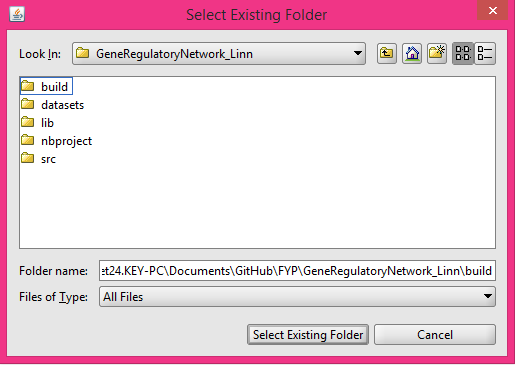 Select Existing Folder
Look In: GeneRegulatoryNetwork_Linn
build
datasets
lib
nbproject
src
Folder name: et24.KEY-PC\Documents\GitHub\FYP\GeneRegulatoryNetwork_Linn\build
Files of Type: All Files
Select Existing Folder Cancel